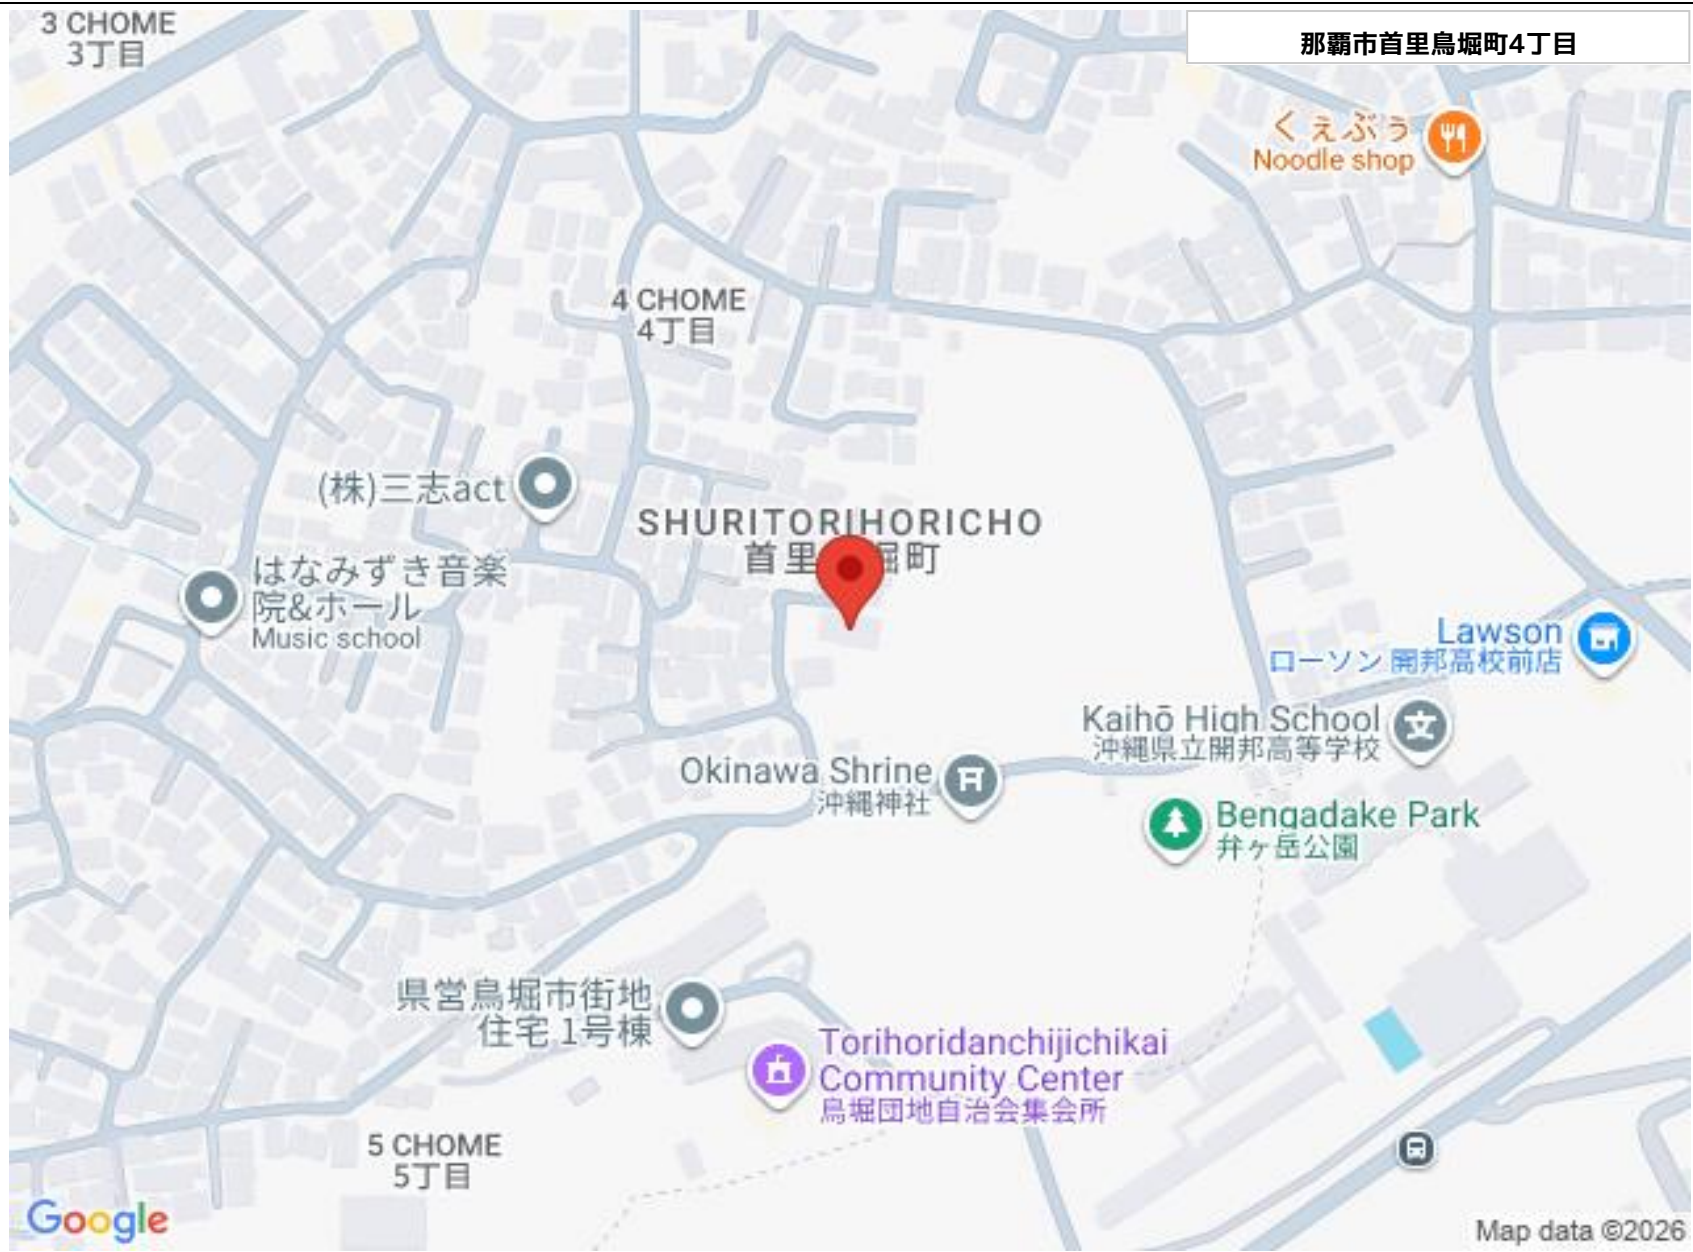 3 CHOME
3丁目
那覇市首里鳥堀町4丁目
くぇぶぅ
Noodle shop
4 CHOME
4丁目
(株)三志act
SHURITORIHORICHO
首里 堀町
はなみずき音楽
院&ホール
Music school
Lawson
ローソン 開邦高校前店
Kaihō High School
沖縄県立開邦高等学校
Okinawa Shrine
沖縄神社
Bengadake Park
弁ヶ岳公園
県営鳥堀市街地
住宅 1号棟
Torihoridanchijichikai
Community Center
鳥堀団地自治会集会所
5 CHOME
5丁目
Google
Map data ©2026